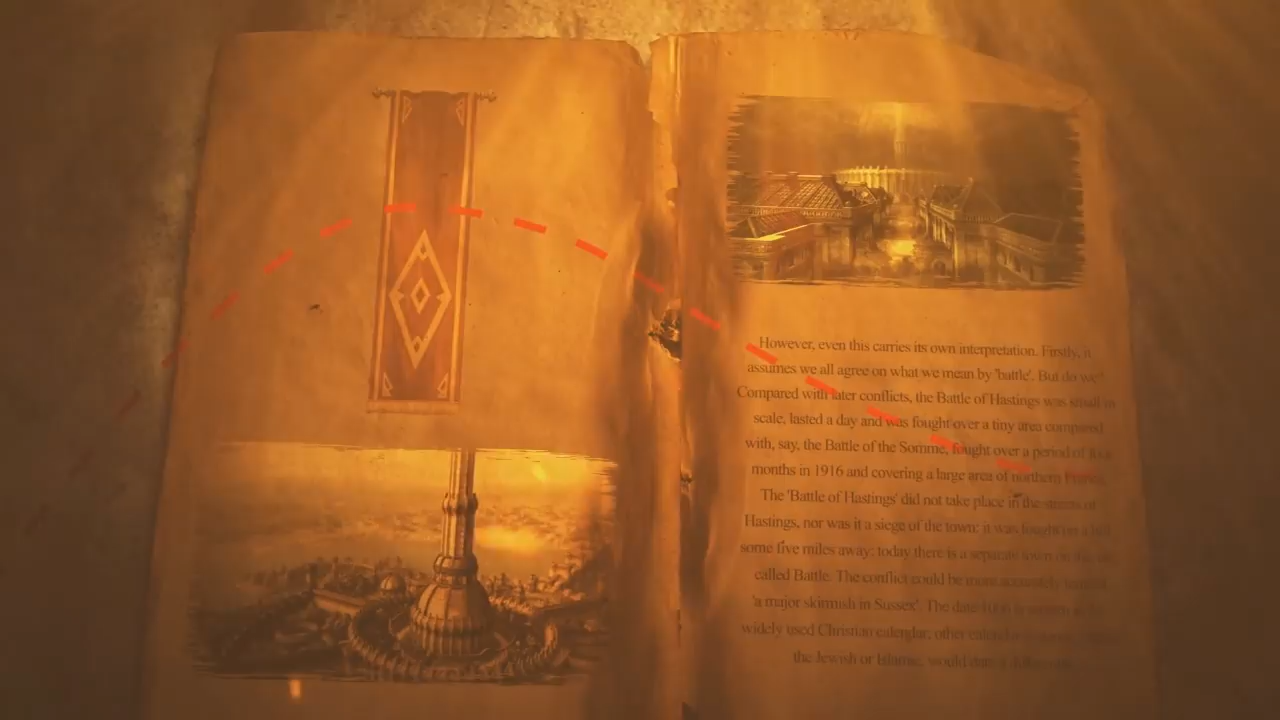 However, even this carries its own interpretation. Firstly, it
assumes we all agree on what we mean by 'battle'. But do we?
Compared with later conflicts, the Battle of Hastings was small in
scale, lasted a day and was fought over a tiny area compared
with, say, the Battle of the Somme, fought over a period of four
months in 1916 and covering a large area of northern France.
The 'Battle of Hastings' did not take place in the streets of
Hastings, nor was it a siege of the town: it was fought on a hill
some five miles away: today there is a separate town on the
called Battle. The conflict could be more accurately
'a major skirmish in Sussex'. The date
widely used Christian calendar; other
the Jewish or Islamic, would